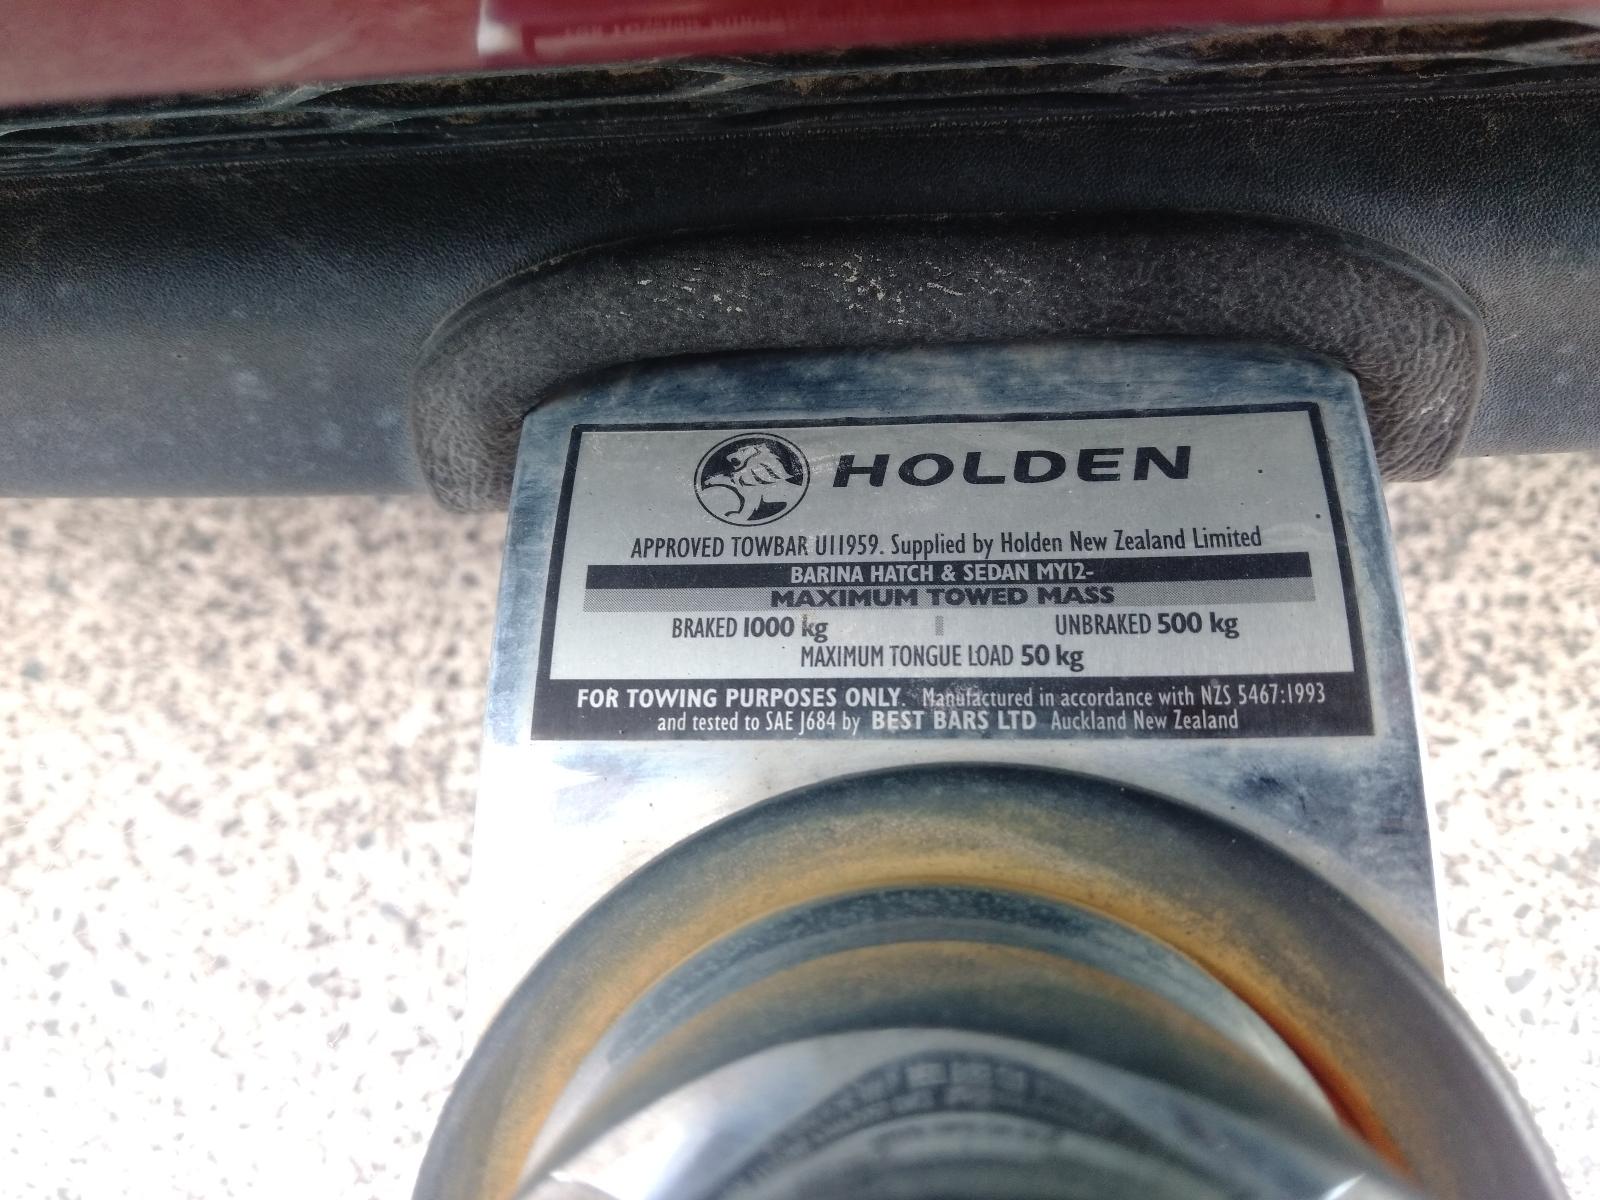 HOLDEN
APPROVED TOWBAR U11959. Supplied by Holden New Zealand Limited
BARINA HATCH & SEDAN MY12-
MAXIMUM TOWED MASS
BRAKED 1000 kg UNBRAKED 500 kg
MAXIMUM TONGUE LOAD 50 kg
FOR TOWING PURPOSES ONLY. Manufactured in accordance with NZS 5467:1993
and tested to SAE J684 by BEST BARS LTD Auckland New Zealand